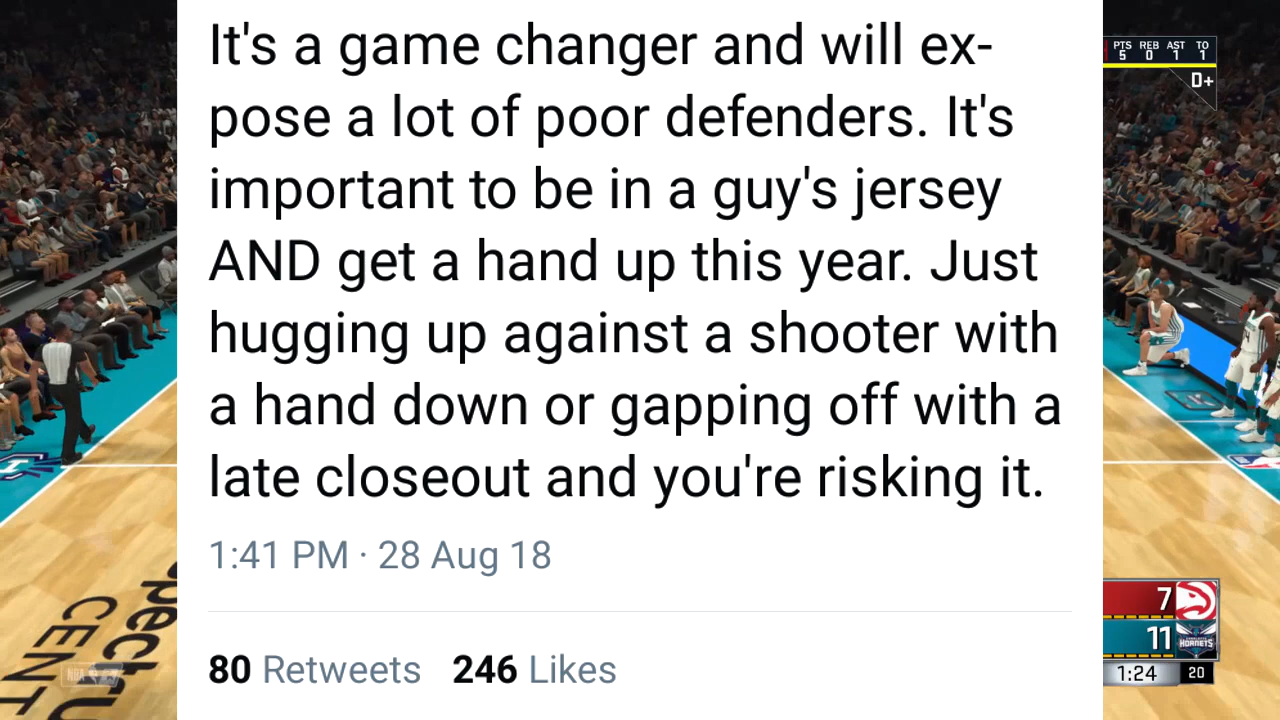 It's a game changer and will ex-
pose a lot of poor defenders. It's
important to be in a guy's jersey
AND get a hand up this year. Just
hugging up against a shooter with
a hand down or gapping off with a
late closeout and you're risking it.
1:41 PM · 28 Aug 18
80 Retweets 246 Likes
PTS REB AST TO
5 0 1 1
D+
7
11
HORNETS
1:24 20
CENT